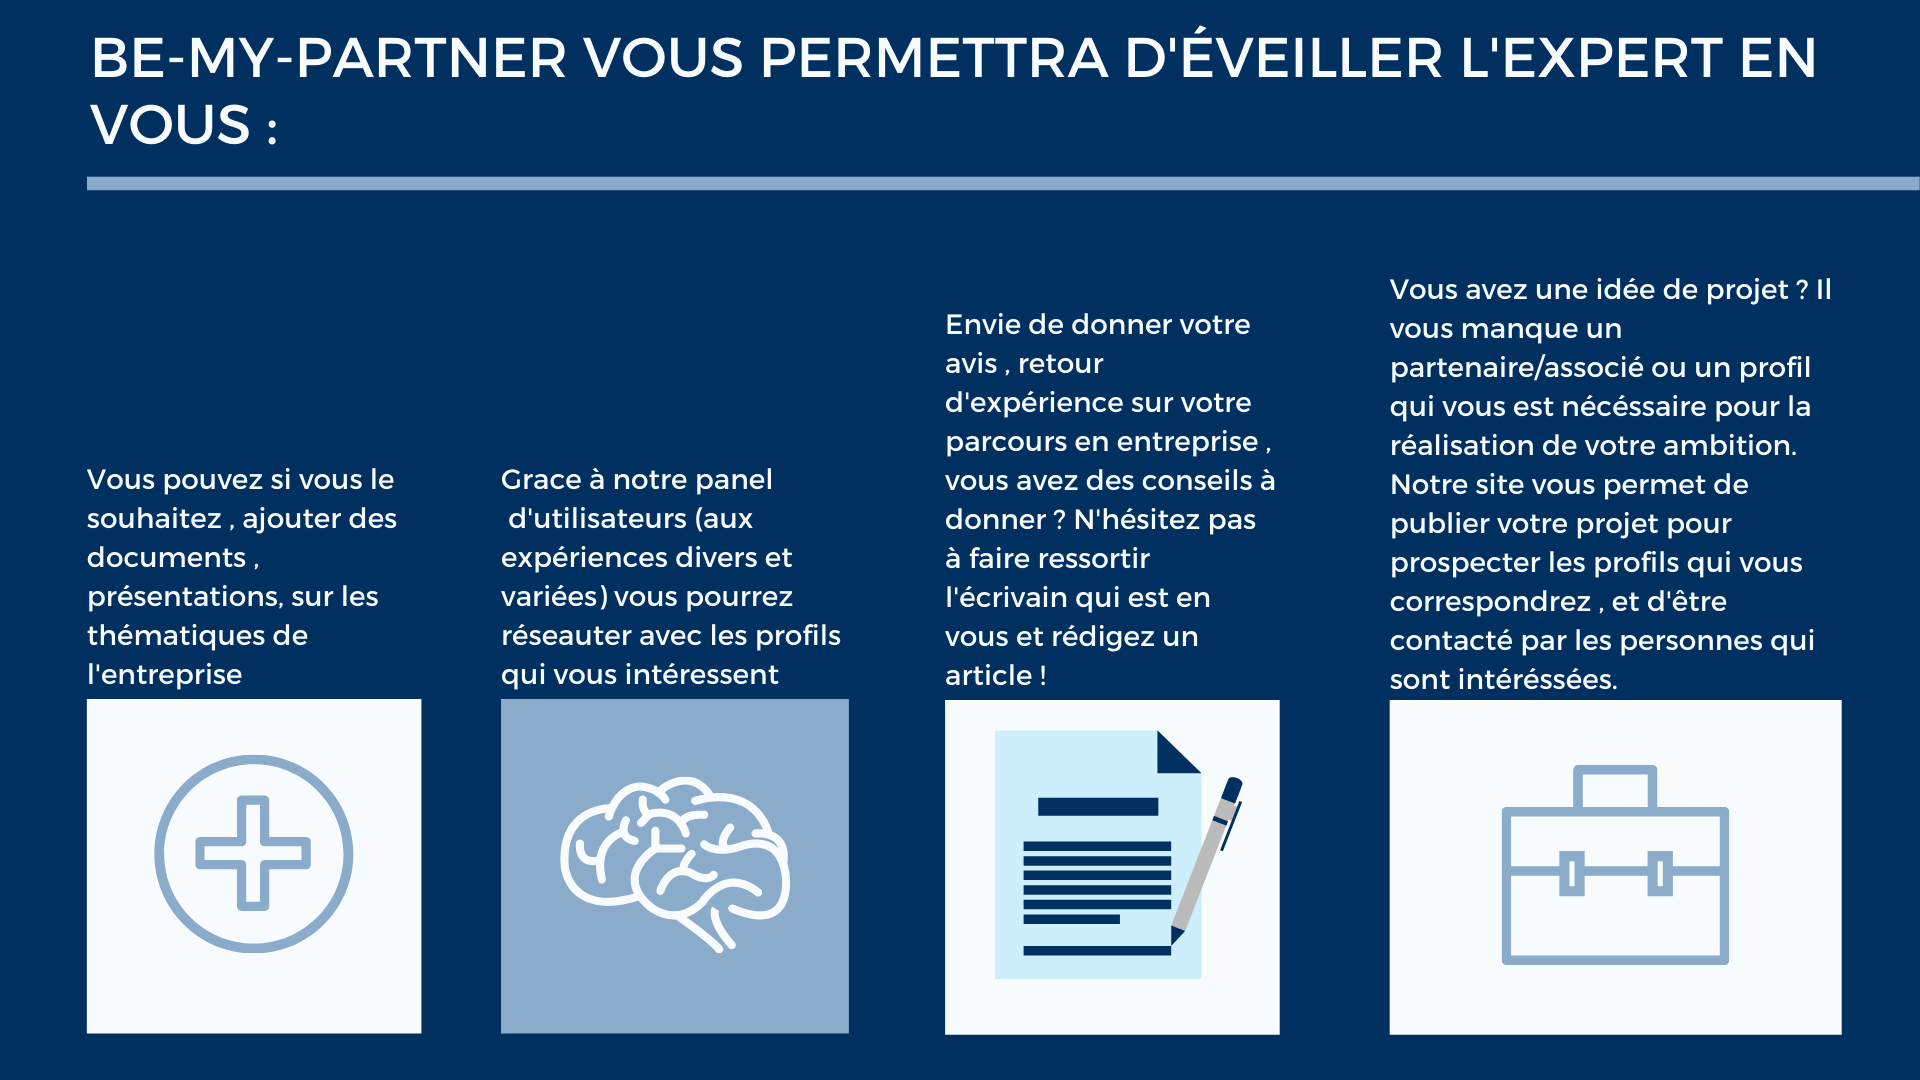 BE-MY-PARTNER VOUS PERMETTRA D'ÉVEILLER L'EXPERT EN
VOUS :
Vous pouvez si vous le
souhaitez , ajouter des
documents ,
présentations, sur les
thématiques de
l'entreprise
Grace à notre panel
d'utilisateurs (aux
expériences divers et
variées) vous pourrez
réseauter avec les profils
qui vous intéressent
Envie de donner votre
avis , retour
d'expérience sur votre
parcours en entreprise ,
vous avez des conseils à
donner ? N'hésitez pas
à faire ressortir
l'écrivain qui est en
vous et rédigez un
article !
Vous avez une idée de projet ? Il
vous manque un
partenaire/associé ou un profil
qui vous est nécéssaire pour la
réalisation de votre ambition.
Notre site vous permet de
publier votre projet pour
prospecter les profils qui vous
correspondrez , et d'être
contacté par les personnes qui
sont intéréssées.